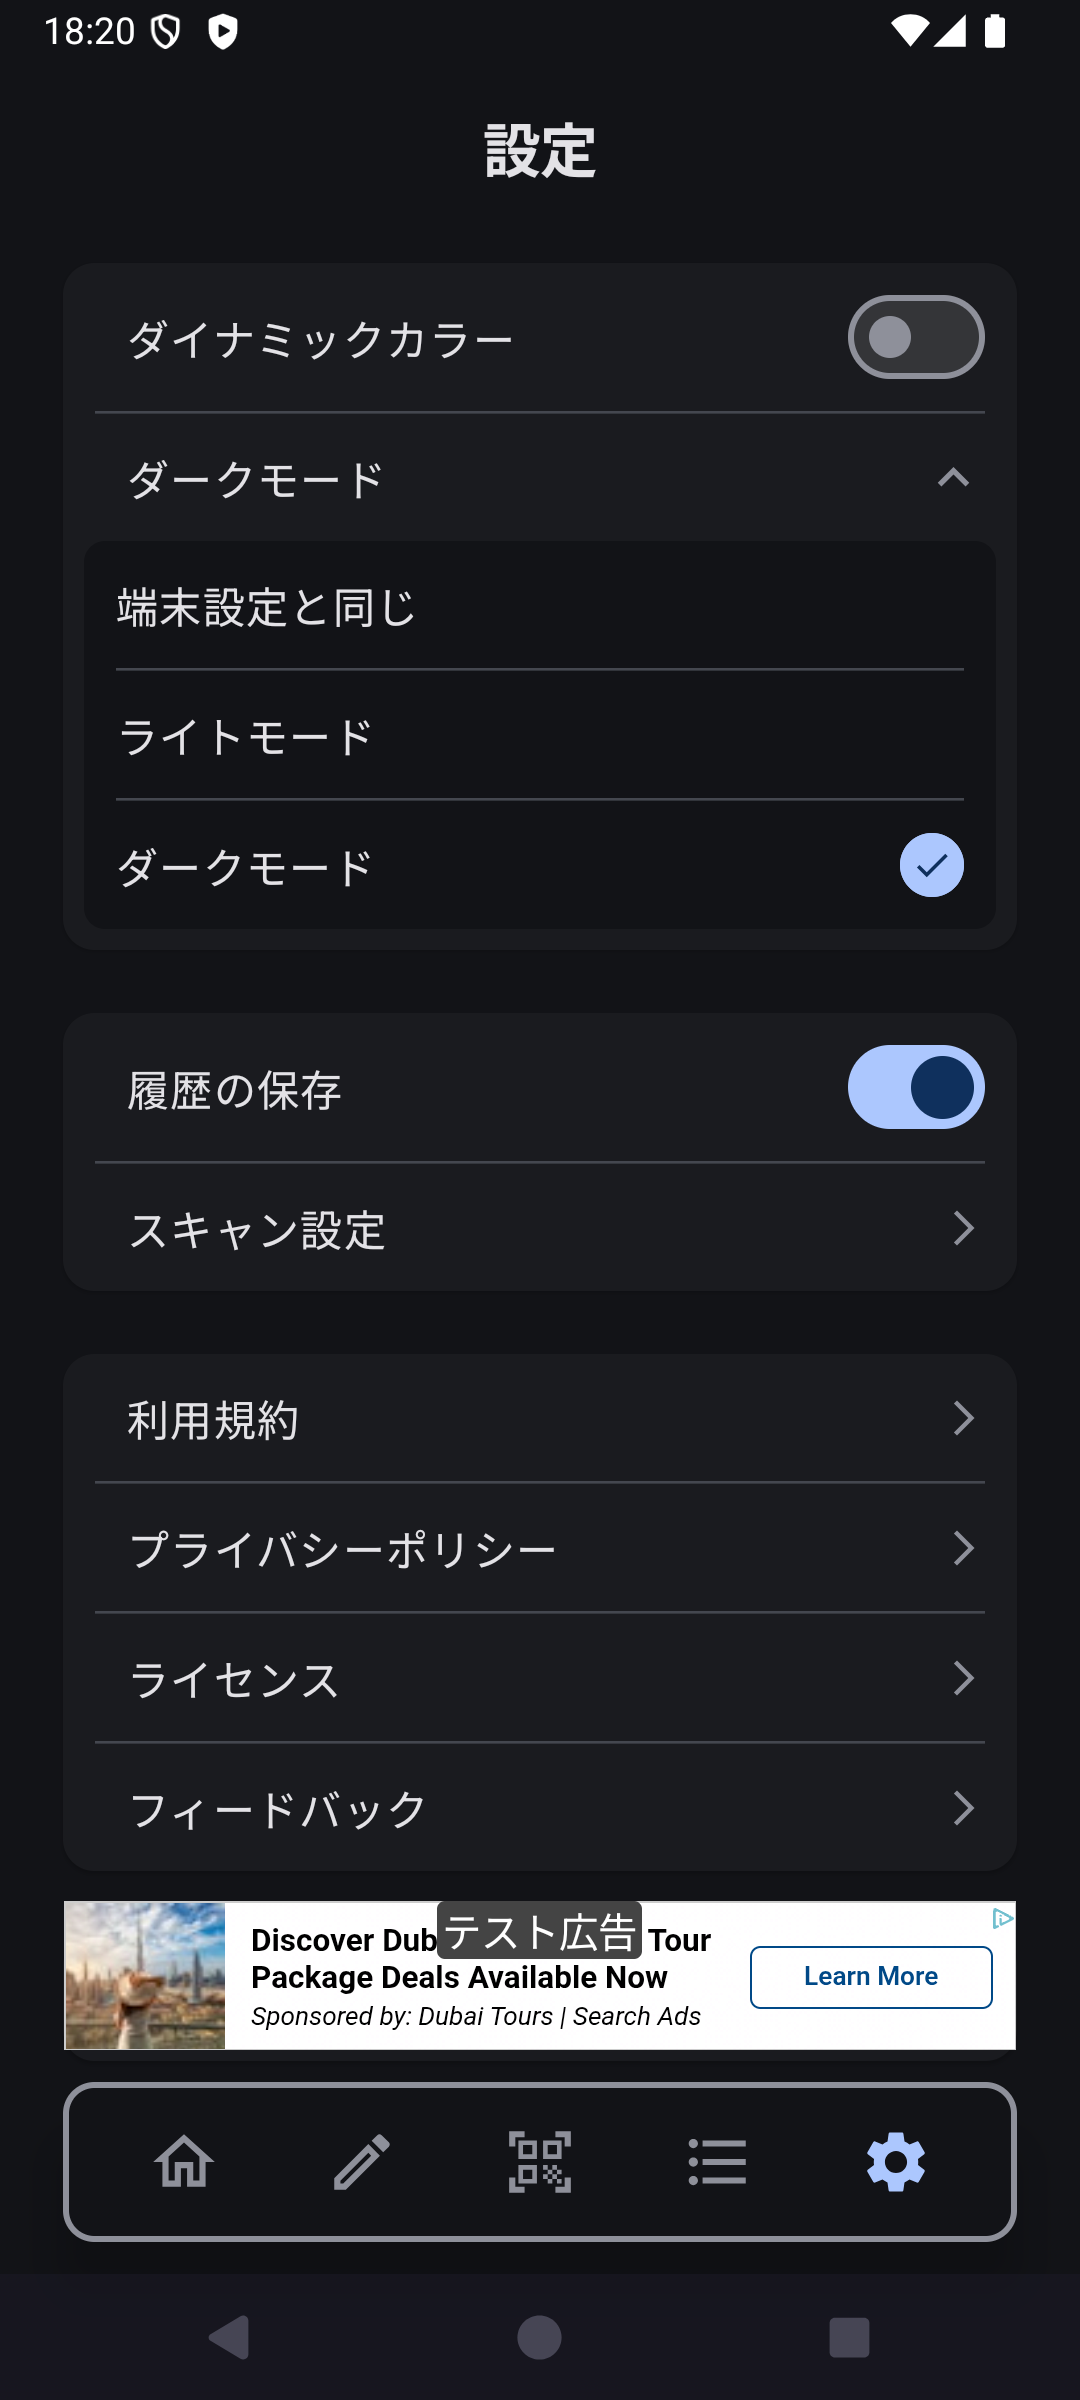 18:20
設定
ダイナミックカラー
ダークモード
端末設定と同じ
ライトモード
ダークモード
履歴の保存
スキャン設定
利用規約
プライバシーポリシー
ライセンス
フィードバック
テスト広告
Discover Dub Tour
Package Deals Available Now
Sponsored by: Dubai Tours | Search Ads
Learn More